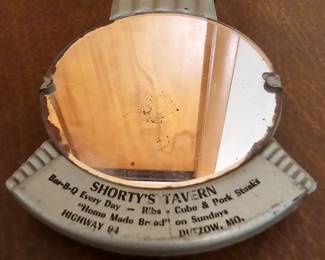 SHORTY'S TAVERN
Bar-B-Q Every Day — Ribs - Cube & Pork Steaks
"Home Made Bread" on Sundays
HIGHWAY 94 DUTZOW, MO.